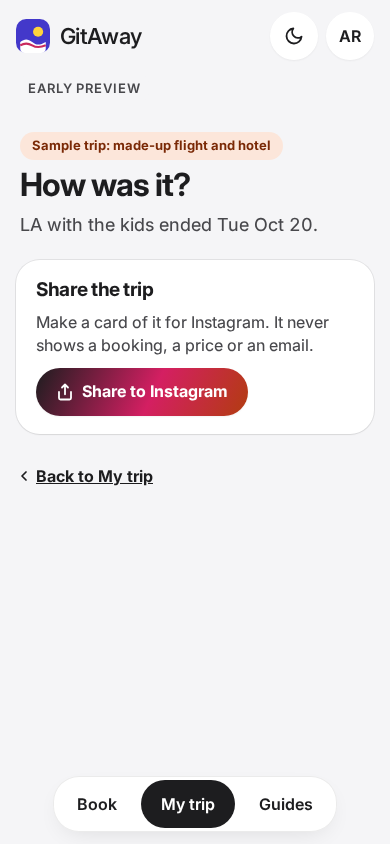 GitAway
AR
EARLY PREVIEW
Sample trip: made-up flight and hotel
How was it?
LA with the kids ended Tue Oct 20.
Share the trip
Make a card of it for Instagram. It never
shows a booking, a price or an email.
Share to Instagram
Back to My trip
Book
My trip
Guides